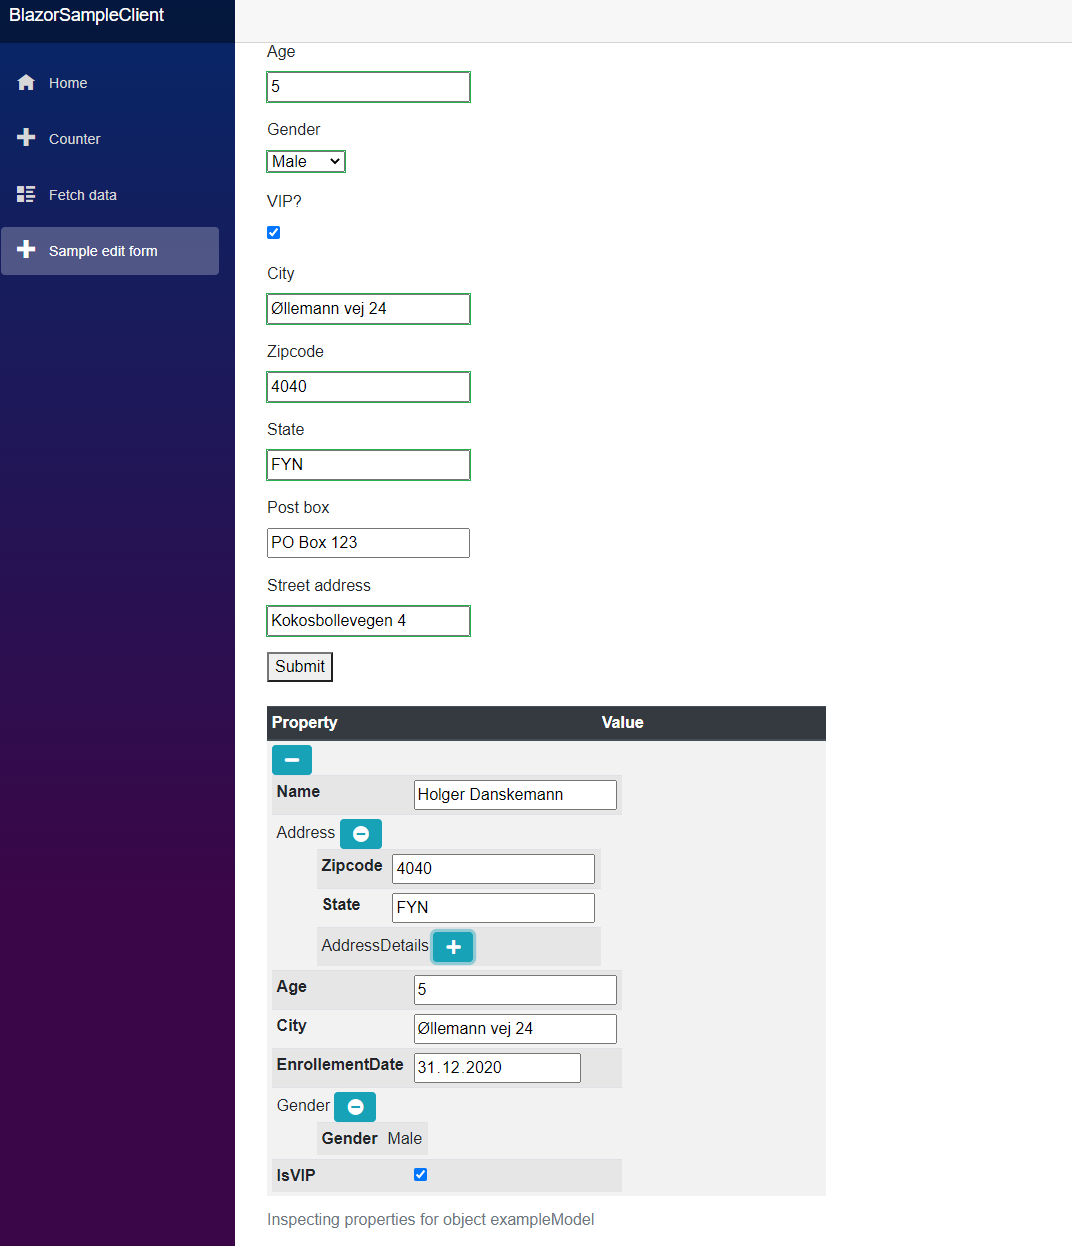 BlazorSampleClient
Home
Counter
Fetch data
Sample edit form
Age
5
Gender
Male
VIP?
City
Øllemann vej 24
Zipcode
4040
State
FYN
Post box
PO Box 123
Street address
Kokosbollevegen 4
Submit
Property Value
Name Holger Danskemann
Address
Zipcode 4040
State FYN
AddressDetails
Age 5
City Øllemann vej 24
EnrollementDate 31.12.2020
Gender
Gender Male
IsVIP
Inspecting properties for object exampleModel